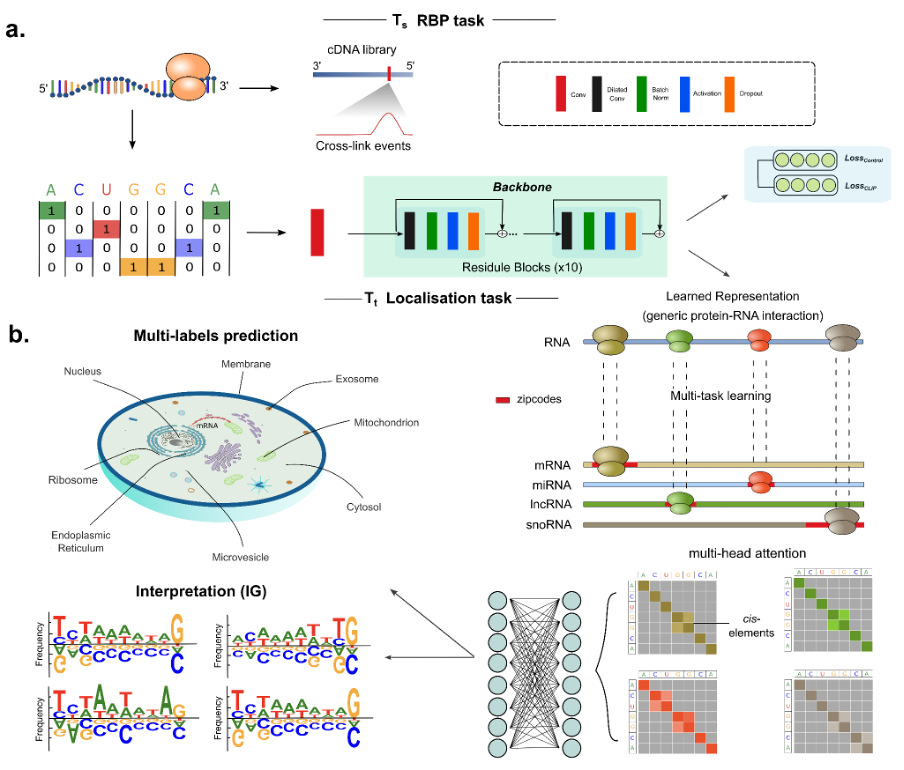 a.
Ts RBP task
5'
3'
cDNA library
3' 5'
Cross-link events
Conv
Dilated Conv
Batch Norm
Activation
Dropout
A C U G G C A
1 0 0 0 0 0 1
0 0 1 0 0 0 0
0 1 0 0 0 1 0
0 0 0 1 1 0 0
Backbone
...
Residule Blocks (x10)
LossControl
LossCLIP
Tt Localisation task
b.
Multi-labels prediction
Nucleus
Membrane
Exosome
mRNA
Mitochondrion
Ribosome
Cytosol
Endoplasmic
Reticulum
Microvesicle
Learned Representation
(generic protein-RNA interaction)
RNA
Multi-task learning
zipcodes
mRNA
miRNA
lncRNA
snoRNA
multi-head attention
A C U G G C A
A
C
U
G
G
C
A
cis-
elements
A C U G G C A
A
C
U
G
G
C
A
A C U G G C A
A
C
U
G
G
C
A
A C U G G C A
A
C
U
G
G
C
A
Interpretation (IG)
Frequency
Frequency
Frequency
Frequency